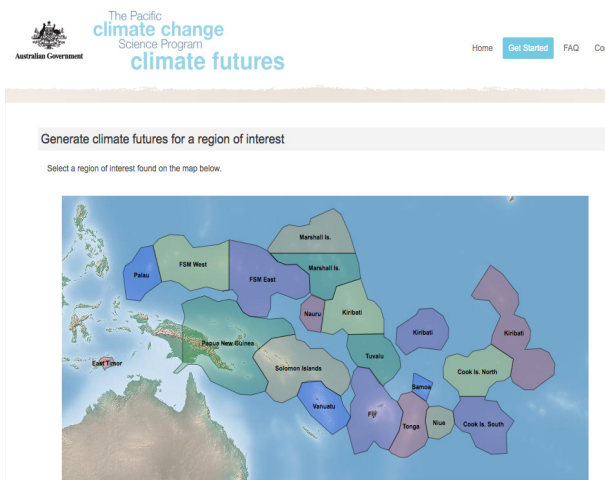 The Pacific
climate change
Science Program
climate futures
Australian Government
Home Get Started FAQ
Generate climate futures for a region of interest
Select a region of interest found on the map below.
Marshall Is.
FSM West
Marshall Is.
Palau
FSM East
Nauru
Kiribati
Kiribati
Kiribati
Papua New Guinea
Tuvalu
East Timor
Solomon Islands
Cook Is. North
Samoa
Vanuatu
Fiji
Tonga
Niue
Cook Is. South